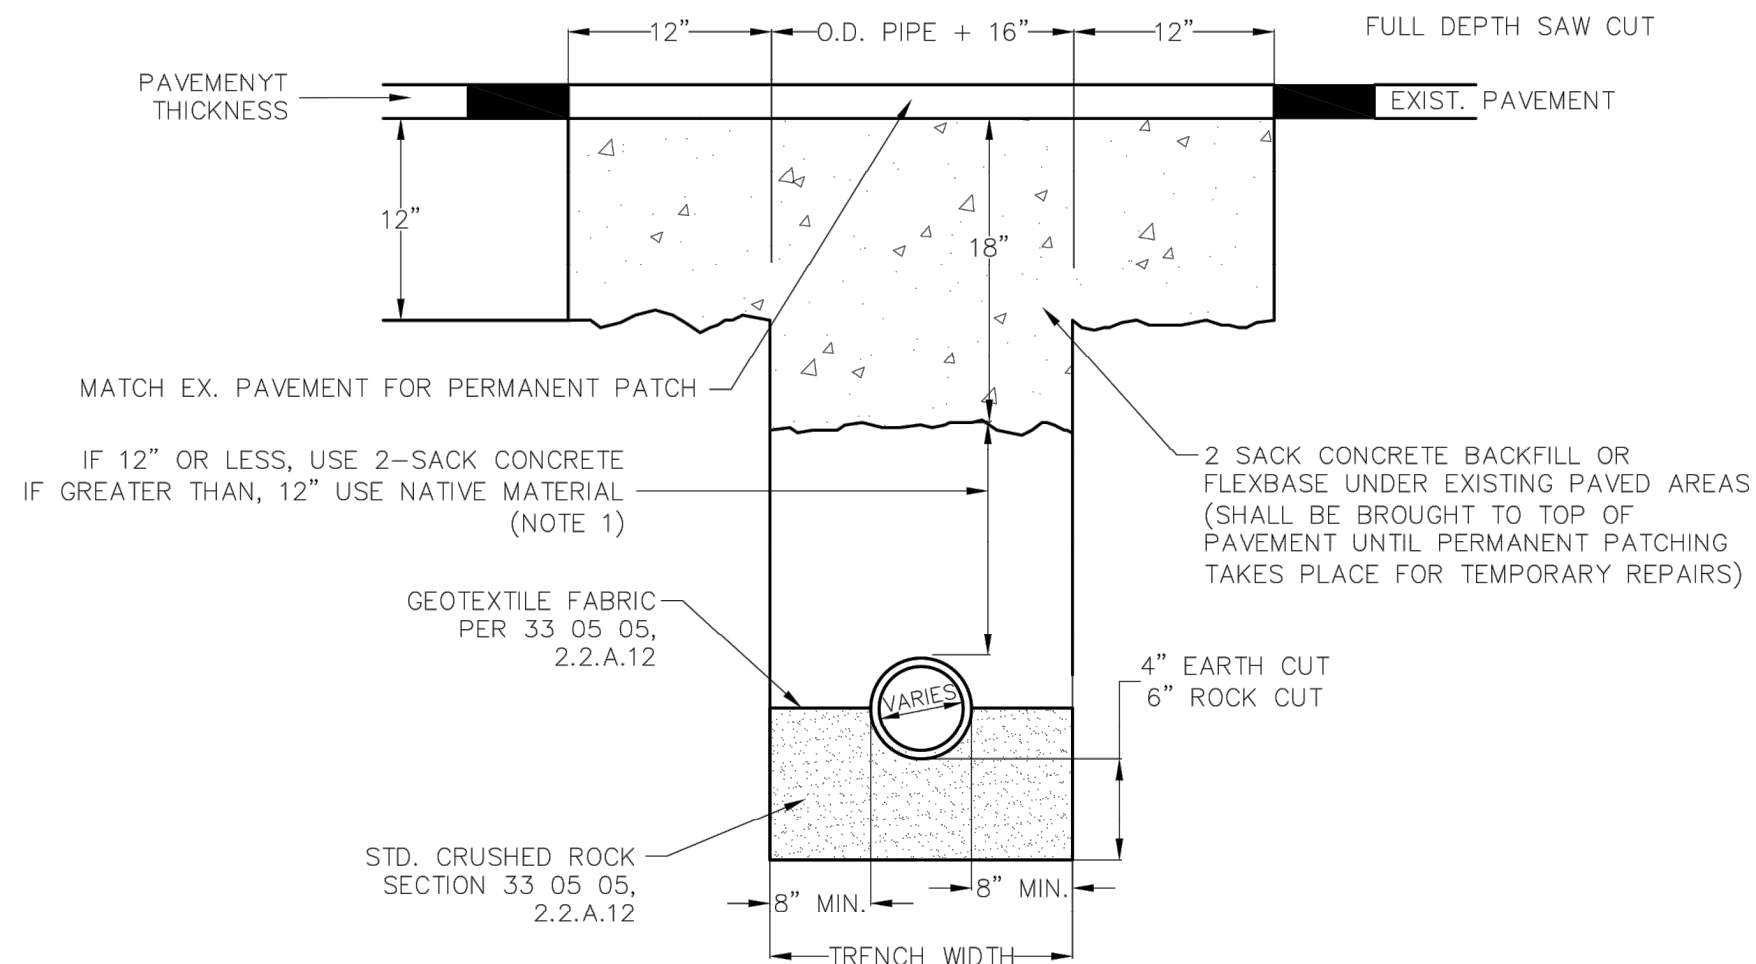 12” O.D. PIPE + 16” 12” FULL DEPTH SAW CUT
PAVEMENYT
THICKNESS
EXIST. PAVEMENT
12”
18”
MATCH EX. PAVEMENT FOR PERMANENT PATCH
IF 12” OR LESS, USE 2–SACK CONCRETE
IF GREATER THAN, 12” USE NATIVE MATERIAL
(NOTE 1)
2 SACK CONCRETE BACKFILL OR
FLEXBASE UNDER EXISTING PAVED AREAS
(SHALL BE BROUGHT TO TOP OF
PAVEMENT UNTIL PERMANENT PATCHING
TAKES PLACE FOR TEMPORARY REPAIRS)
GEOTEXTILE FABRIC
PER 33 05 05,
2.2.A.12
VARIES
4” EARTH CUT
6” ROCK CUT
STD. CRUSHED ROCK
SECTION 33 05 05,
2.2.A.12
8” MIN.
8” MIN.
TRENCH WIDTH